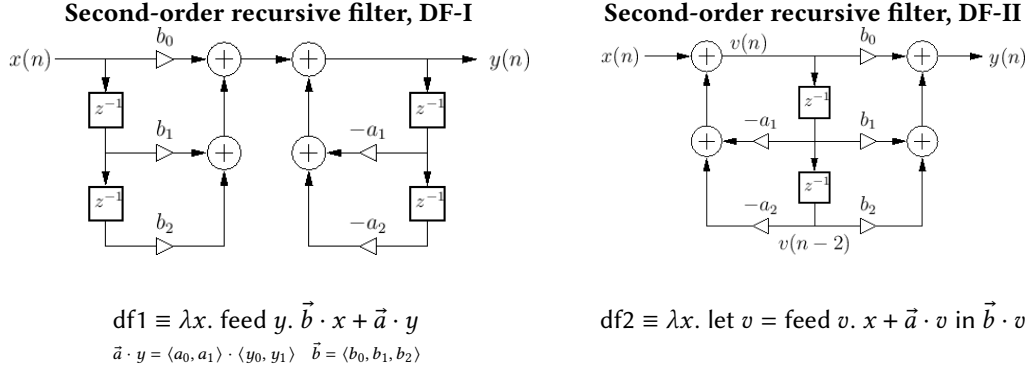 Second-order recursive filter, DF-I
x(n)
b₀
+
+
y(n)
z⁻¹
z⁻¹
b₁
+
+
−a₁
z⁻¹
z⁻¹
b₂
−a₂
df1 ≡ λx. feed y. b⃗ · x + a⃗ · y
a⃗ · y = ⟨a₀, a₁⟩ · ⟨y₀, y₁⟩ b⃗ = ⟨b₀, b₁, b₂⟩
Second-order recursive filter, DF-II
x(n)
+
v(n)
b₀
+
y(n)
z⁻¹
+
−a₁
b₁
+
z⁻¹
−a₂
b₂
v(n − 2)
df2 ≡ λx. let v = feed v. x + a⃗ · v in b⃗ · v